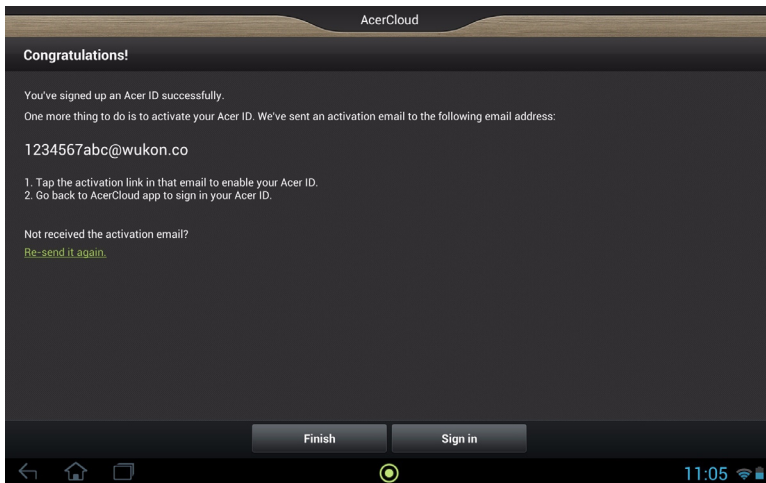 AcerCloud
Congratulations!
You've signed up an Acer ID successfully.
One more thing to do is to activate your Acer ID. We've sent an activation email to the following email address:
1234567abc@wukon.co
1. Tap the activation link in that email to enable your Acer ID.
2. Go back to AcerCloud app to sign in your Acer ID.
Not received the activation email?
Re-send it again.
Finish Sign in
11:05